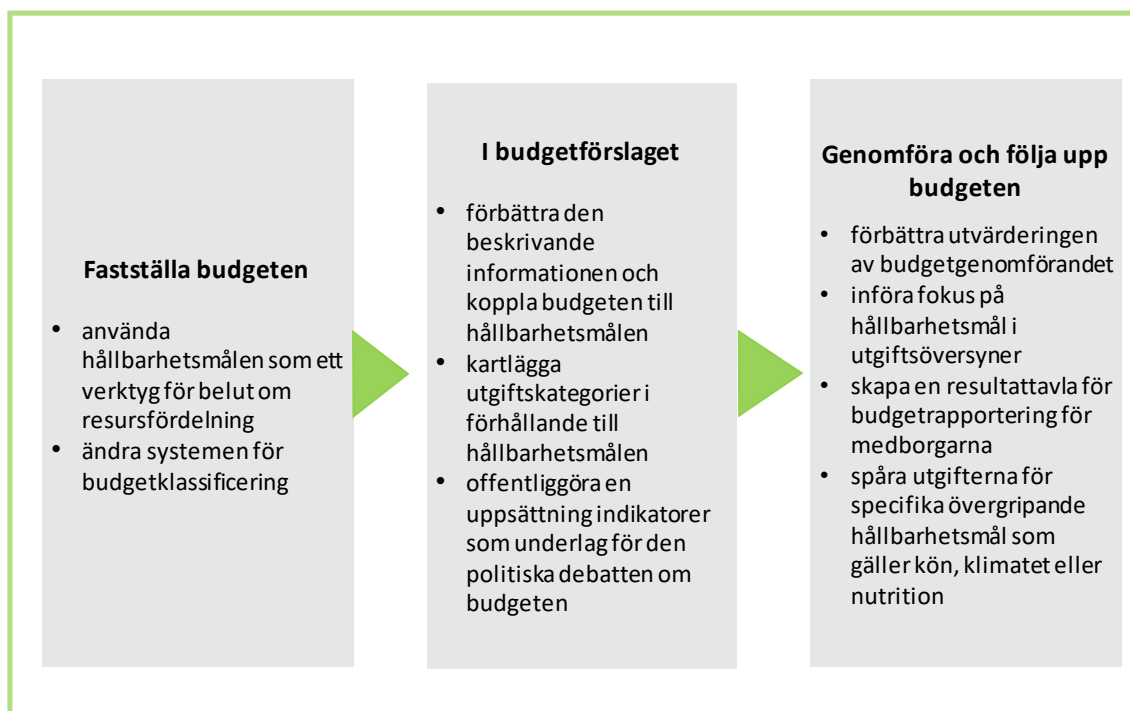 Fastställa budgeten
• använda
hållbarhetsmålen som ett
verktyg för belut om
resursfördelning
• ändra systemen för
budgetklassificering
I budgetförslaget
• förbättra den
beskrivande
informationen och
koppla budgeten till
hållbarhetsmålen
• kartlägga
utgiftskategorier i
förhållande till
hållbarhetsmålen
• offentliggöra en
uppsättning indikatorer
som underlag för den
politiska debatten om
budgeten
Genomföra och följa upp
budgeten
• förbättra utvärderingen
av budgetgenomförandet
• införa fokus på
hållbarhetsmål i
utgiftsöversyner
• skapa en resultattavla för
budgetrapportering för
medborgarna
• spåra utgifterna för
specifika övergripande
hållbarhetsmål som
gäller kön, klimatet eller
nutrition